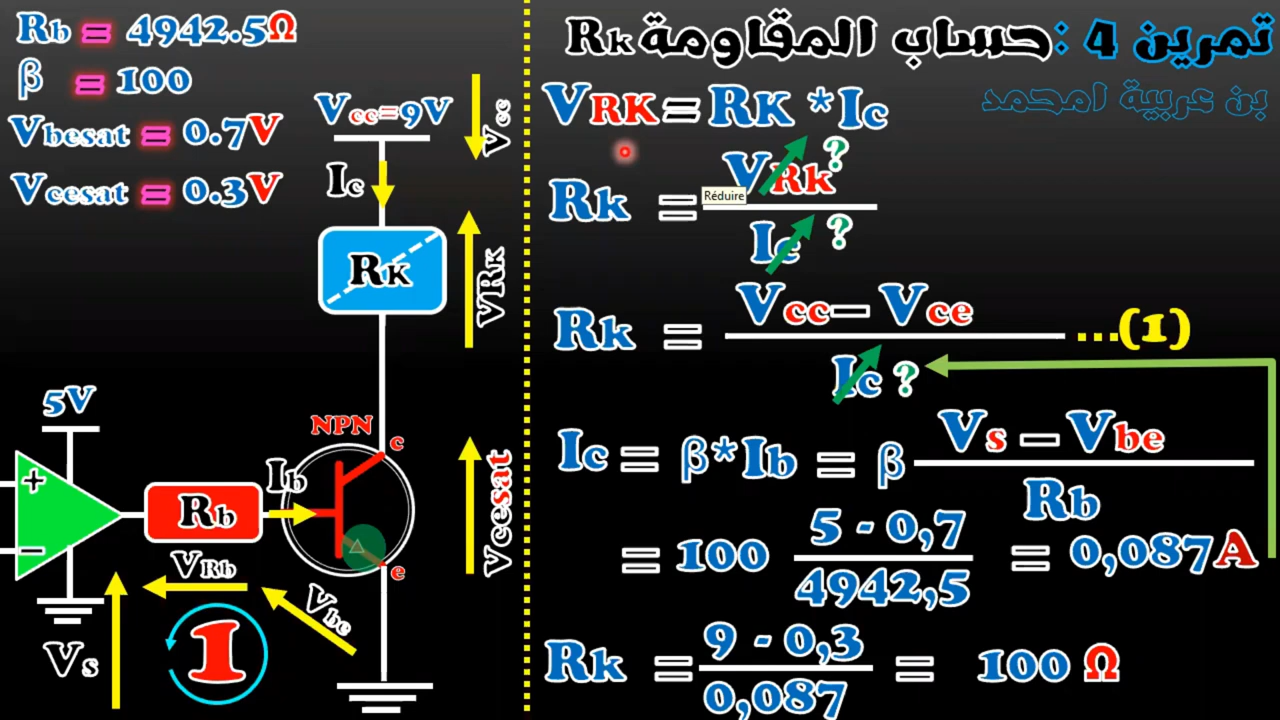 تمرين 4 :حساب المقاومة Rk
بن عربية امحمد
Rb = 4942.5Ω
β = 100
Vbesat = 0.7V
Vcesat = 0.3V
Vcc=9V
Vcc
Ic
RK
VRK
5V
NPN
c
+
-
Rb
Ib
e
Vcesat
VRb
Vbe
Vs
1
VRK = RK *Ic
Rk = VRk ? / Ic ?
Réduire
Rk = Vcc - Vce / Ic ? ...(1)
Ic = β*Ib = β Vs - Vbe / Rb
= 100 5 - 0,7 / 4942,5 = 0,087A
Rk = 9 - 0,3 / 0,087 = 100 Ω